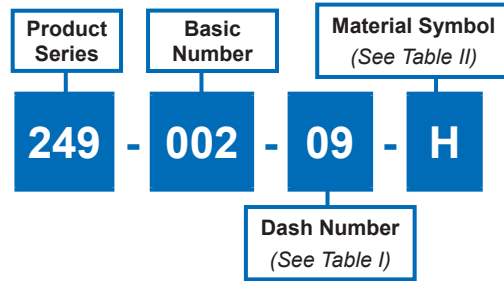 Product
Series
Basic
Number
Material Symbol
(See Table II)
249 - 002 - 09 - H
Dash Number
(See Table I)